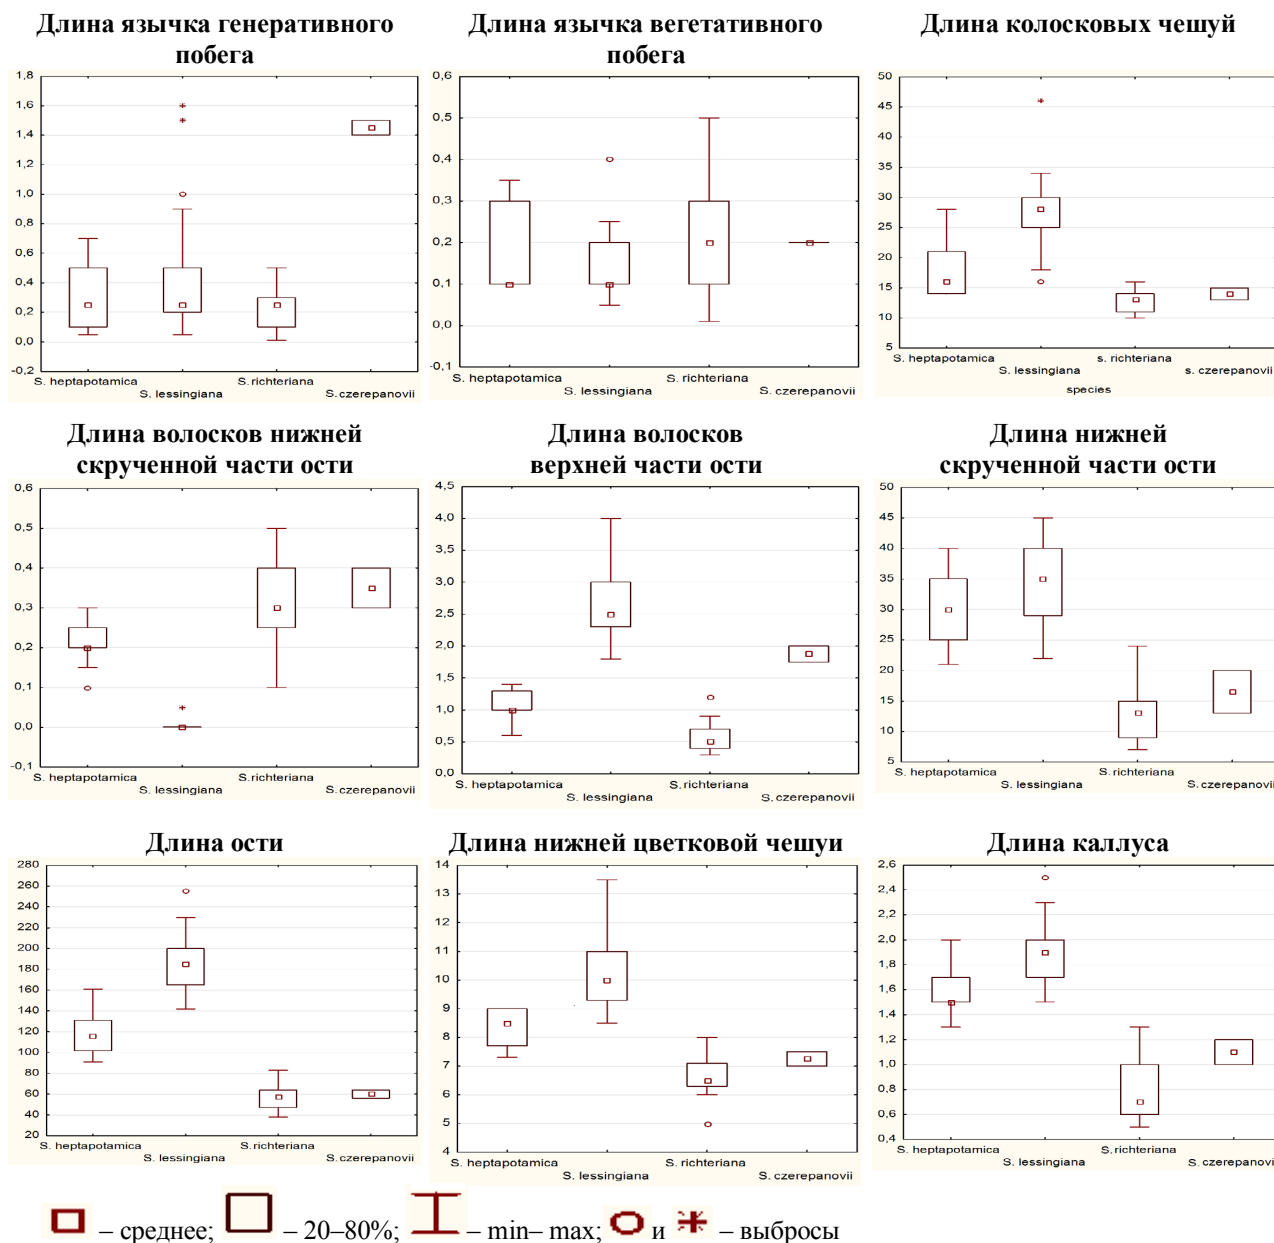 Длина язычка генеративного
побега
1,8
1,6
1,4
1,2
1,0
0,8
0,6
0,4
0,2
0,0
-0,2
S. heptapotamica
S. richteriana
S. lessingiana
S. czerepanovii
Длина язычка вегетативного
побега
0,6
0,5
0,4
0,3
0,2
0,1
0,0
-0,1
S. heptapotamica
S. richteriana
S. lessingiana
S. czerepanovii
Длина колосковых чешуй
50
45
40
35
30
25
20
15
10
5
S. heptapotamica
s. richteriana
S. lessingiana
s. czerepanovii
species
Длина волосков нижней
скрученной части ости
0,6
0,5
0,4
0,3
0,2
0,1
0,0
-0,1
S. heptapotamica
S.richteriana
S. lessingiana
S.czerepanovii
Длина волосков
верхней части ости
4,5
4,0
3,5
3,0
2,5
2,0
1,5
1,0
0,5
0,0
S. heptapotamica
S.richteriana
S. lessingiana
S. czerepanovii
Длина нижней
скрученной части ости
50
45
40
35
30
25
20
15
10
5
S. heptapotamica
S. richteriana
S. lessingiana
S.czerepanovii
Длина ости
280
260
240
220
200
180
160
140
120
100
80
60
40
20
S. heptapotamica
S.richteriana
S. lessingiana
S.czerepanovii
Длина нижней цветковой чешуи
14
13
12
11
10
9
8
7
6
5
4
S. heptapotamica
S. richteriana
S. lessingiana
S. czerepanovii
Длина каллуса
2,6
2,4
2,2
2,0
1,8
1,6
1,4
1,2
1,0
0,8
0,6
0,4
S. heptapotamica
S.richteriana
S. lessingiana
S.czerepanovii
– среднее; – 20–80%; – min– max; и – выбросы